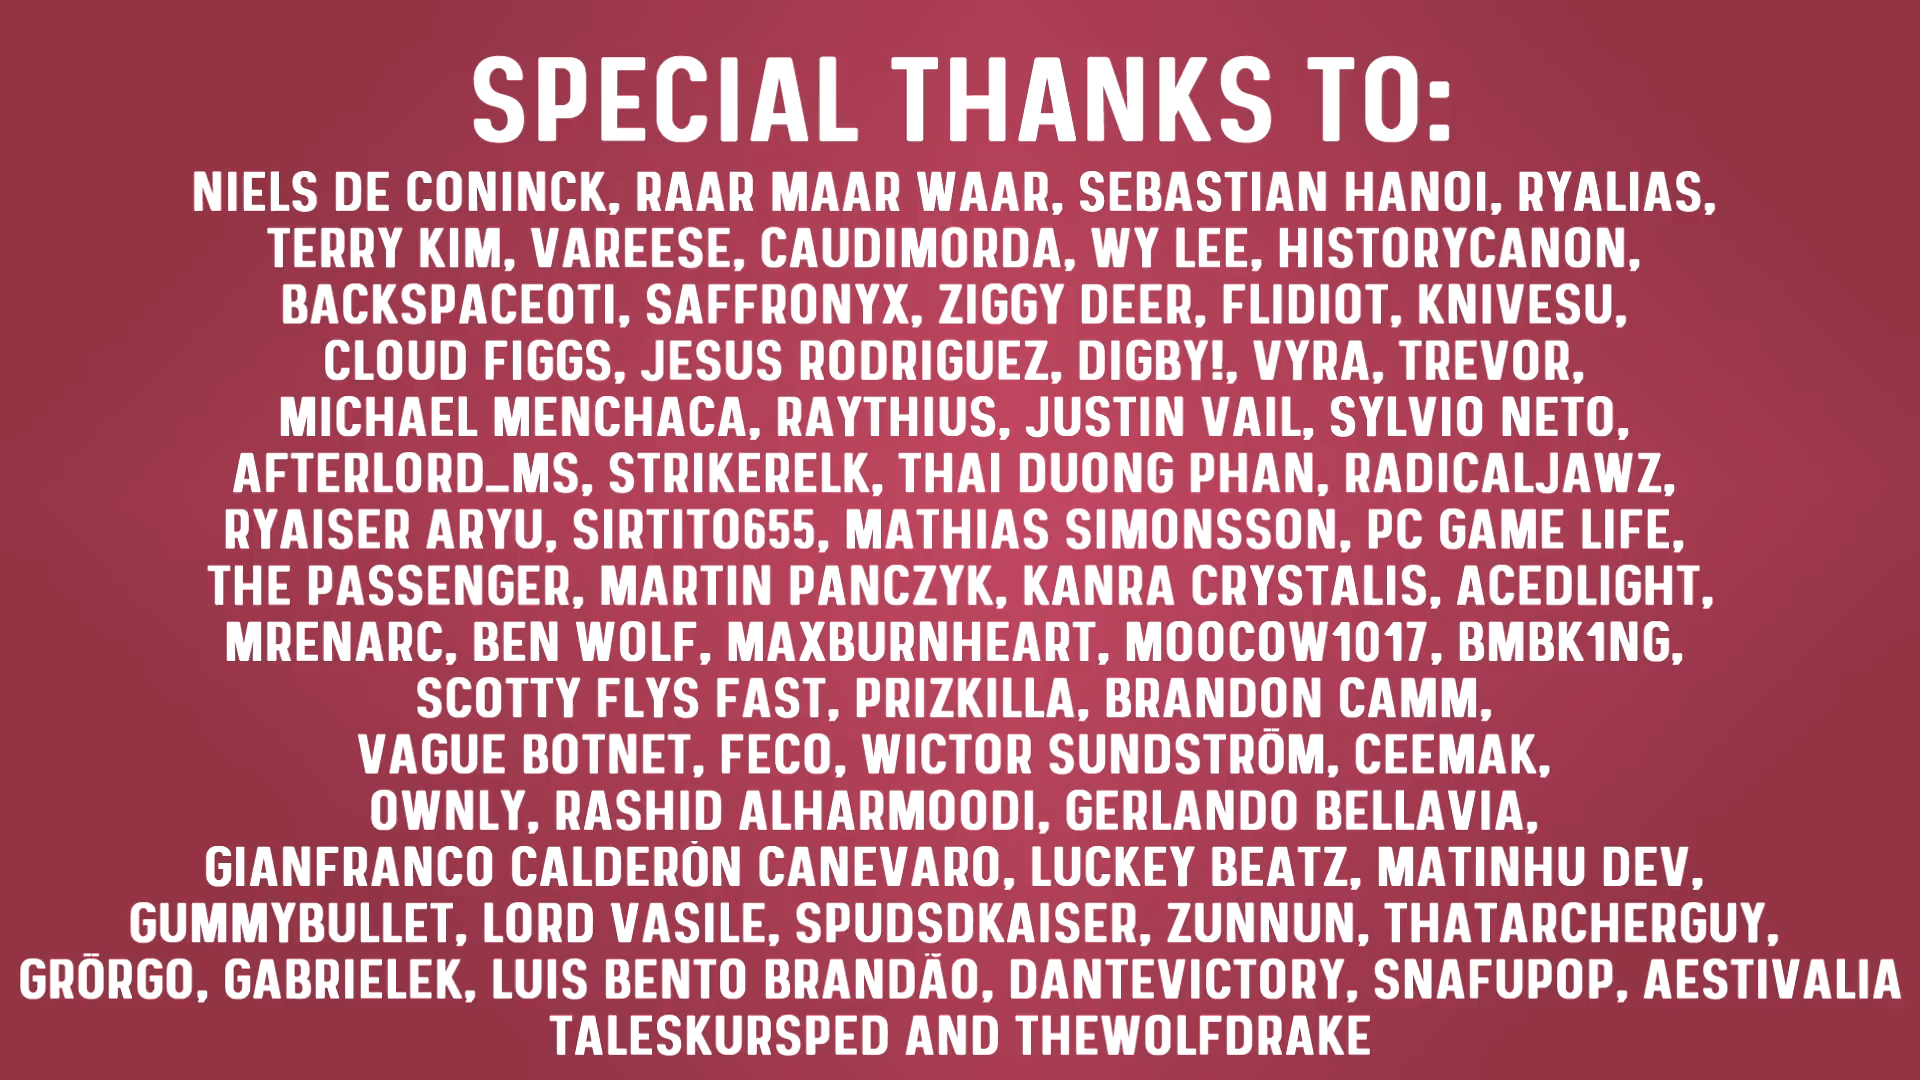 SPECIAL THANKS TO:
NIELS DE CONINCK, RAAR MAAR WAAR, SEBASTIAN HANOI, RYALIAS,
TERRY KIM, VAREESE, CAUDIMORDA, WY LEE, HISTORYCANON,
BACKSPACEOTI, SAFFRONYX, ZIGGY DEER, FLIDIOT, KNIVESU,
CLOUD FIGGS, JESUS RODRIGUEZ, DIGBY!, VYRA, TREVOR,
MICHAEL MENCHACA, RAYTHIUS, JUSTIN VAIL, SYLVIO NETO,
AFTERLORD_MS, STRIKERELK, THAI DUONG PHAN, RADICALJAWZ,
RYAISER ARYU, SIRTITO655, MATHIAS SIMONSSON, PC GAME LIFE,
THE PASSENGER, MARTIN PANCZYK, KANRA CRYSTALIS, ACEDLIGHT,
MRENARC, BEN WOLF, MAXBURNHEART, MOOCOW1017, BMBK1NG,
SCOTTY FLYS FAST, PRIZKILLA, BRANDON CAMM,
VAGUE BOTNET, FECO, WICTOR SUNDSTRÖM, CEEMAK,
OWNLY, RASHID ALHARMOODI, GERLANDO BELLAVIA,
GIANFRANCO CALDERÓN CANEVARO, LUCKEY BEATZ, MATINHU DEV,
GUMMYBULLET, LORD VASILE, SPUDSDKAISER, ZUNNUN, THATARCHERGUY,
GRÖRGO, GABRIELEK, LUIS BENTO BRANDÃO, DANTEVICTORY, SNAFUPOP, AESTIVALIA
TALESKURSPED AND THEWOLFDRAKE